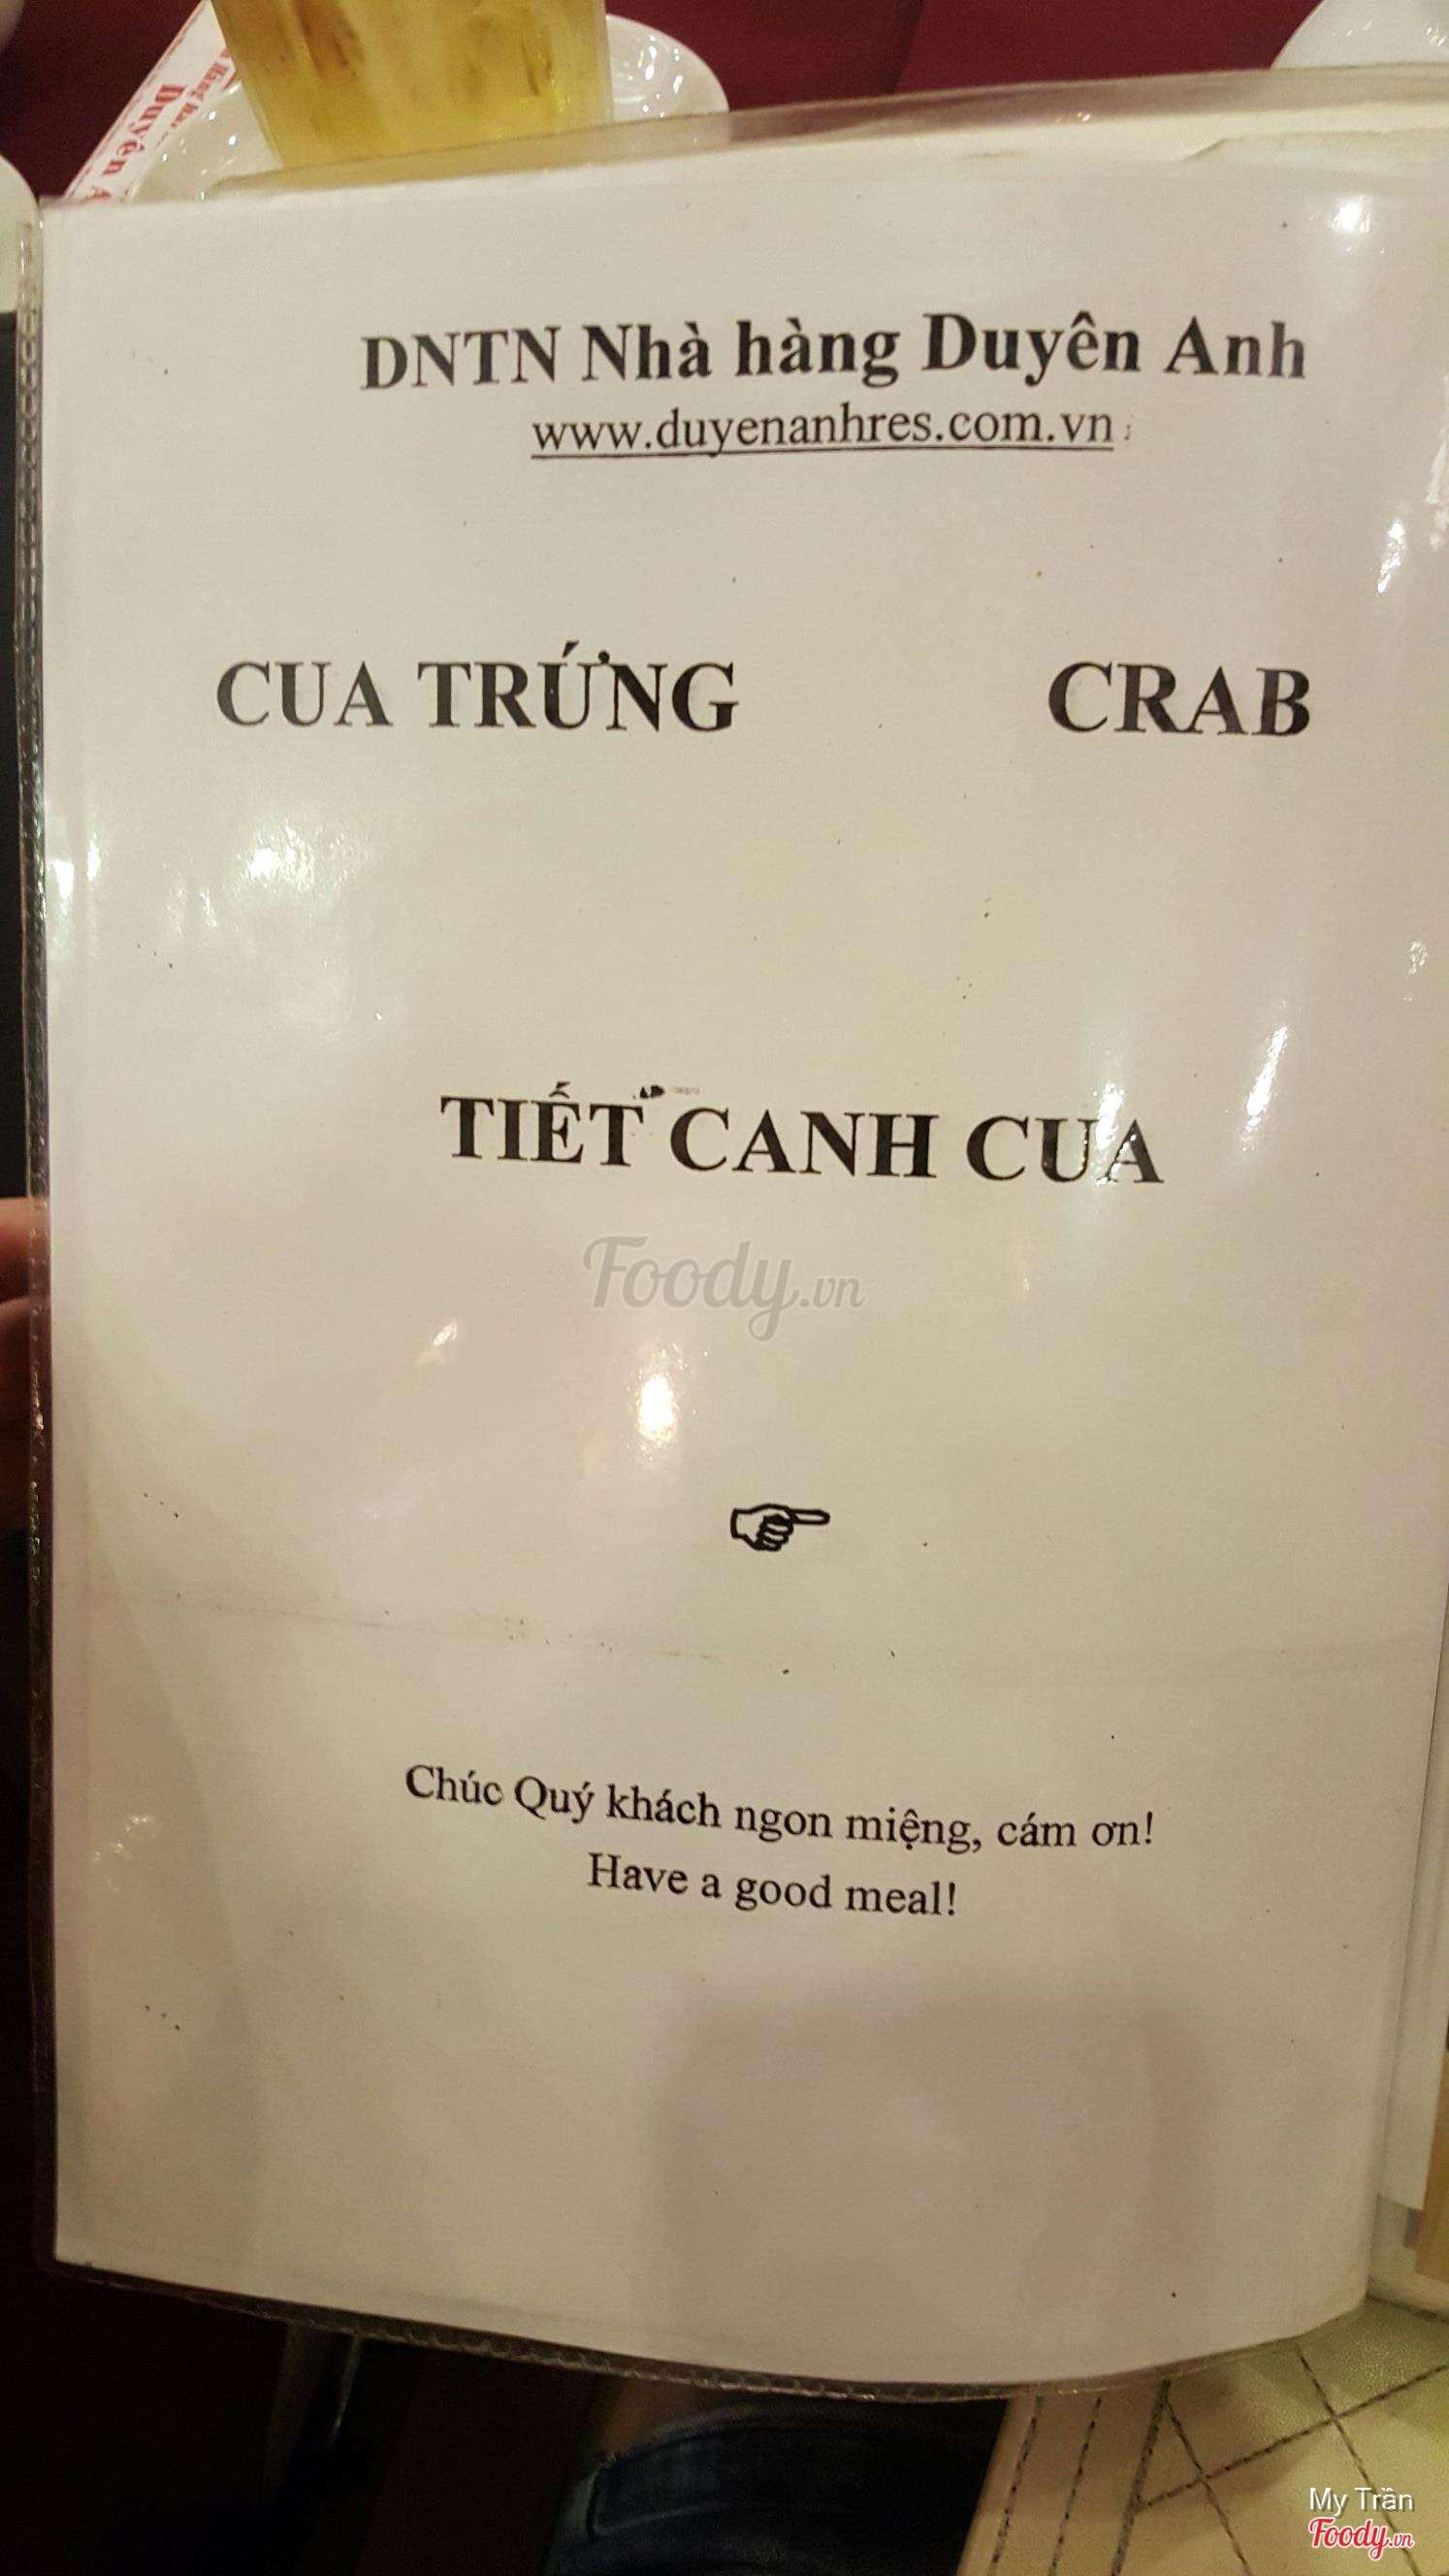 Duyên A
DNTN Nhà hàng Duyên Anh
www.duyenanhres.com.vn
CUA TRỨNG CRAB
TIẾT CANH CUA
Foody.vn
Chúc Quý khách ngon miệng, cám ơn!
Have a good meal!
My Trần
Foody.vn